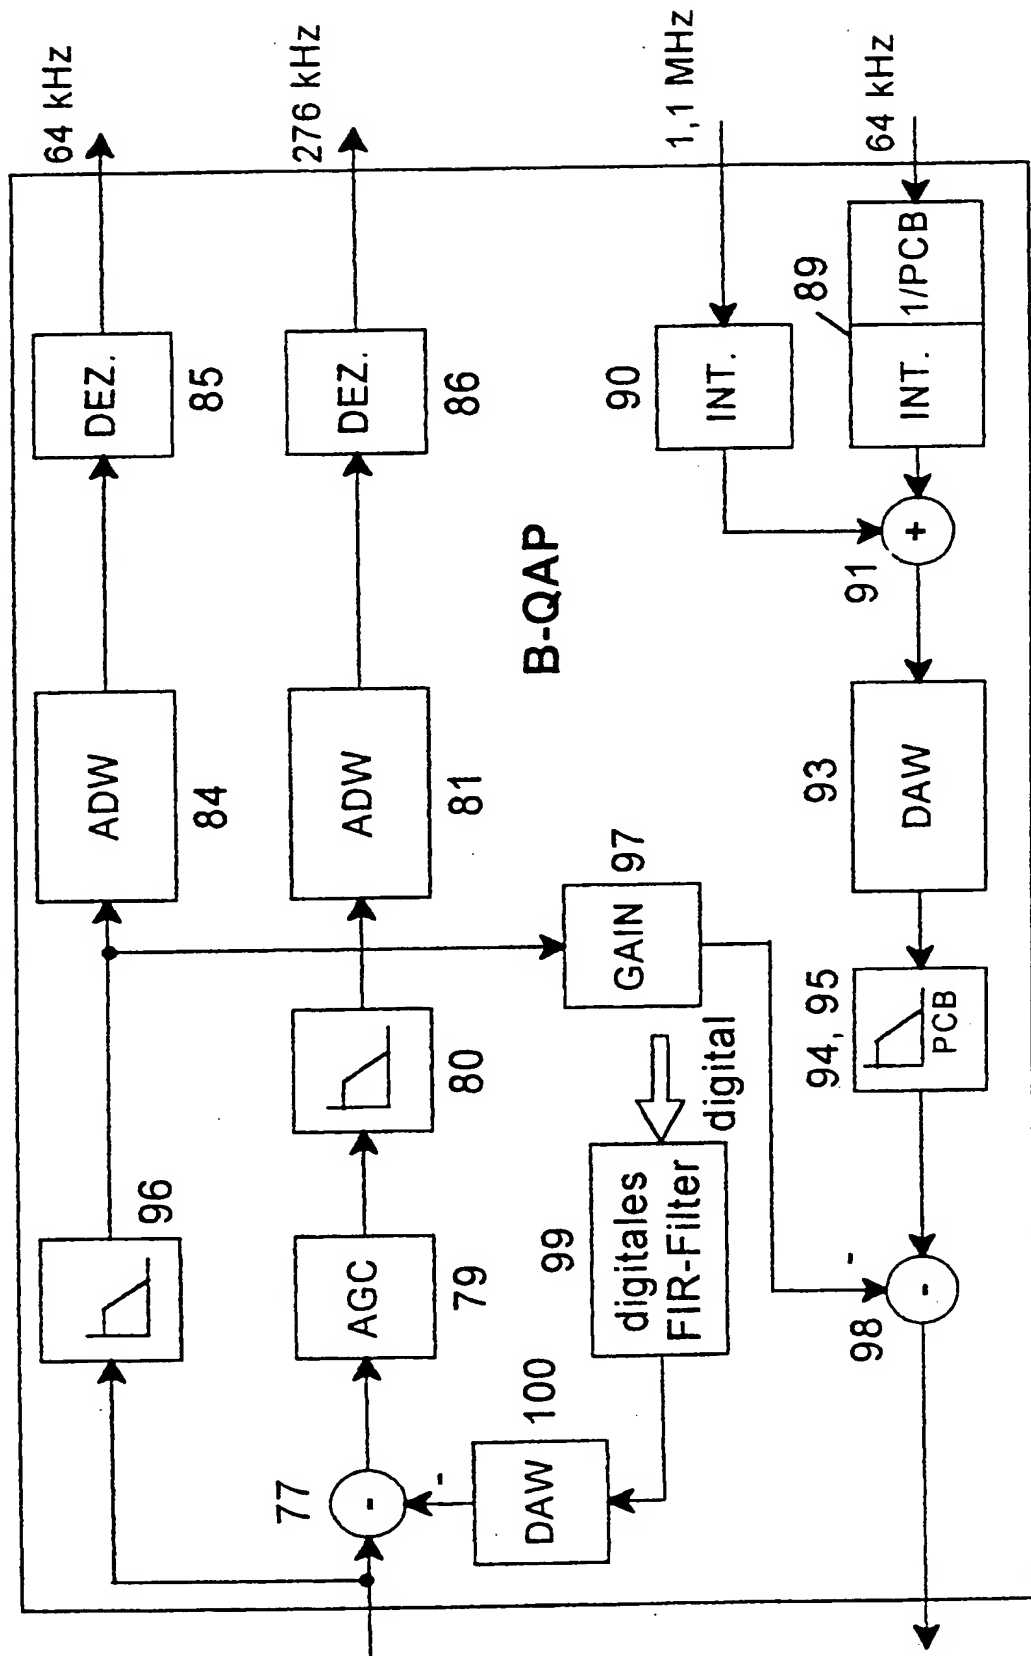 64 kHz
DEZ.
85
ADW
84
96
276 kHz
DEZ.
86
ADW
81
80
AGC
79
77
-
-
DAW
100
B-QAP
GAIN
97
digital
digitales
FIR-Filter
99
1,1 MHz
INT.
90
64 kHz
1/PCB
INT.
89
+
91
DAW
93
PCB
94, 95
-
-
98